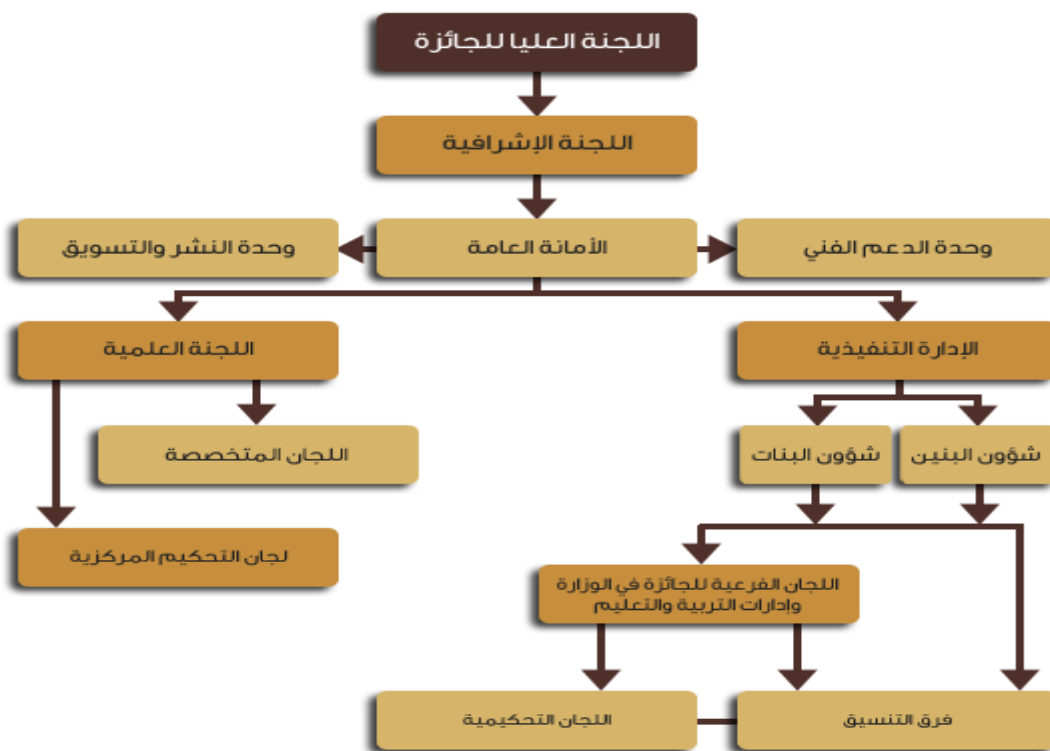 اللجنة العليا للجائزة
اللجنة الإشرافية
وحدة الدعم الفني
الأمانة العامة
وحدة النشر والتسويق
الإدارة التنفيذية
اللجنة العلمية
شؤون البنين
شؤون البنات
اللجان المتخصصة
لجان التحكيم المركزية
اللجان الفرعية للجائزة في الوزارة
وإدارات التربية والتعليم
فرق التنسيق
اللجان التحكيمية